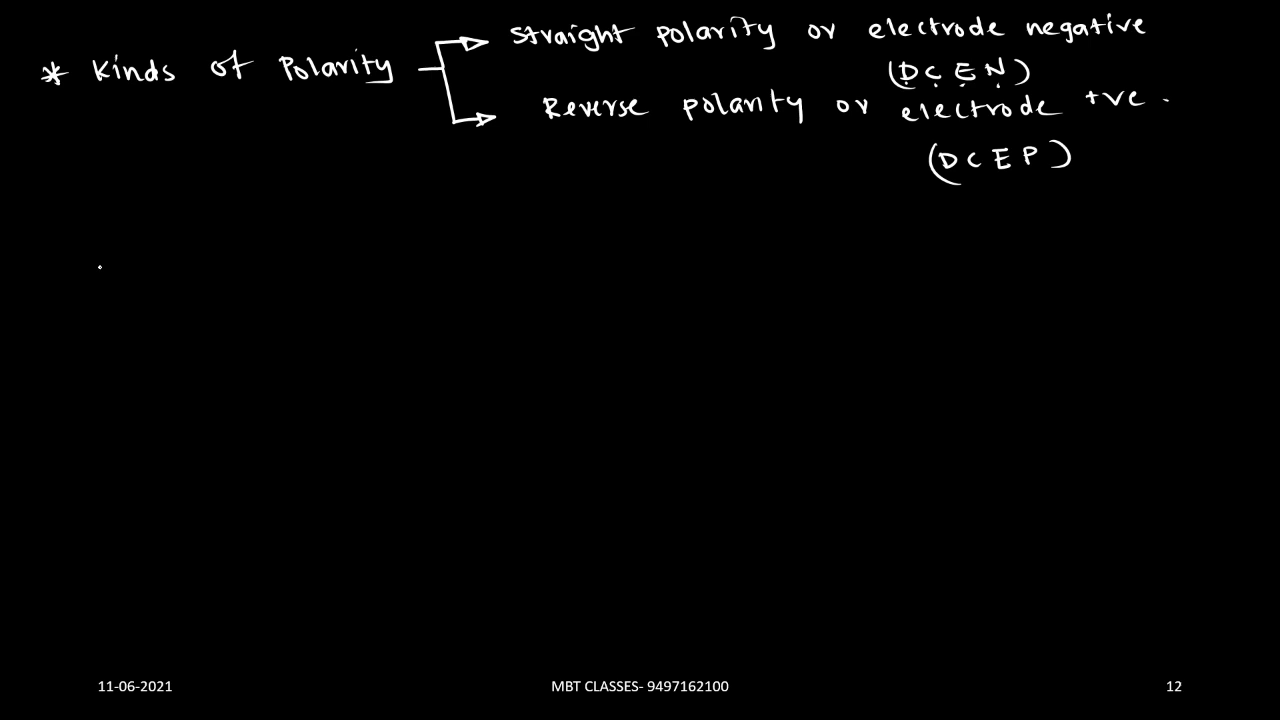 straight polarity or electrode negative
* Kinds of Polarity
(DCEN)
Reverse polarity or electrode +ve.
(DCEP)
11-06-2021 MBT CLASSES- 9497162100 12